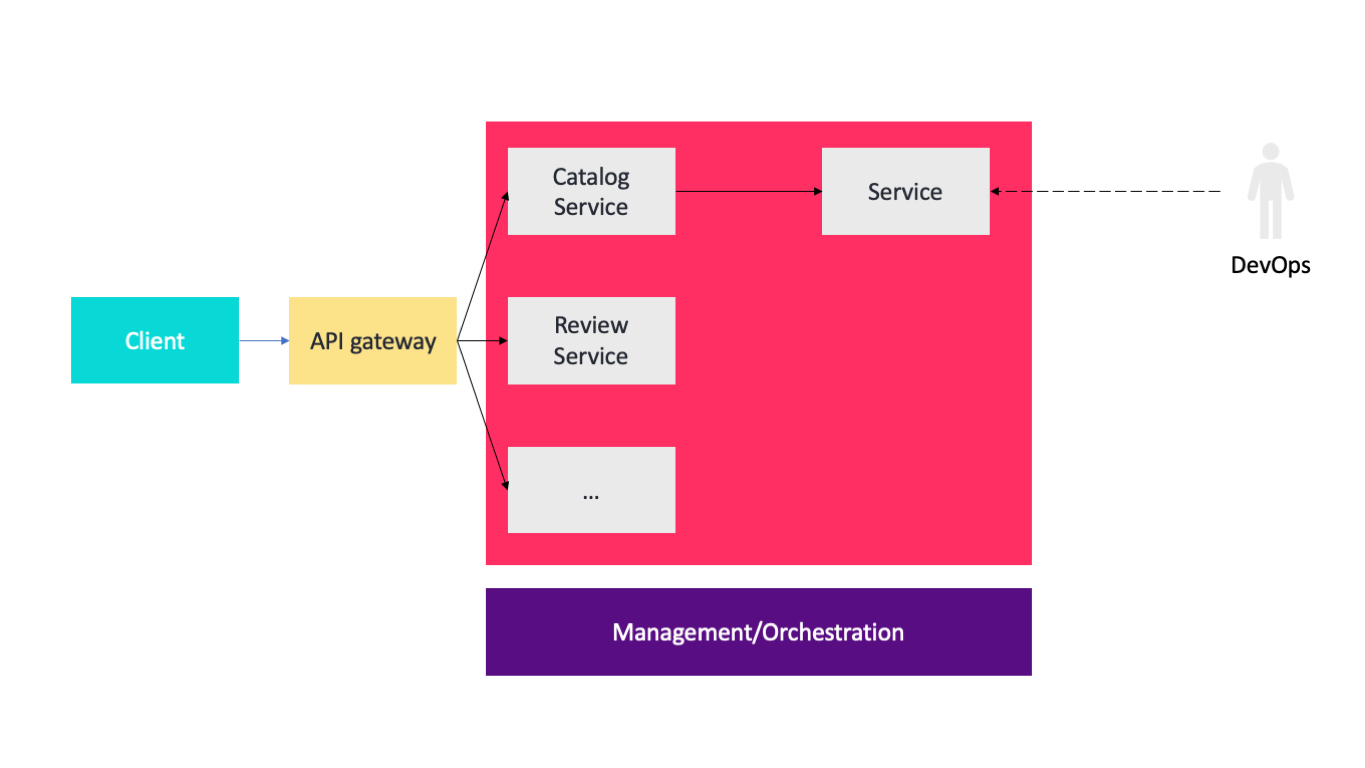 Catalog
Service
Service
DevOps
Client
API gateway
Review
Service
...
Management/Orchestration